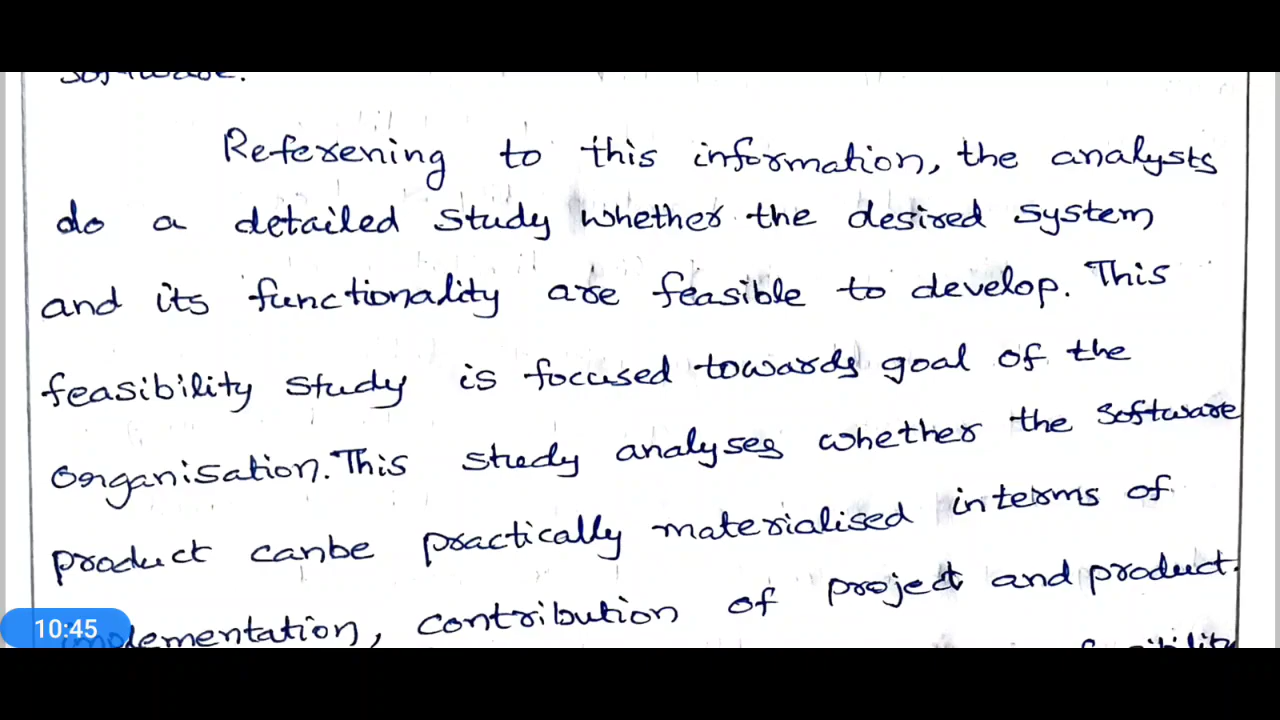 software.
Referening to this information, the analysts
do a detailed study whether the desired system
and its functionality are feasible to develop. This
feasibility study is focused towards goal of the
organisation. This study analyses whether the software
product canbe practically materialised interms of
implementation, contribution of project and product.
10:45